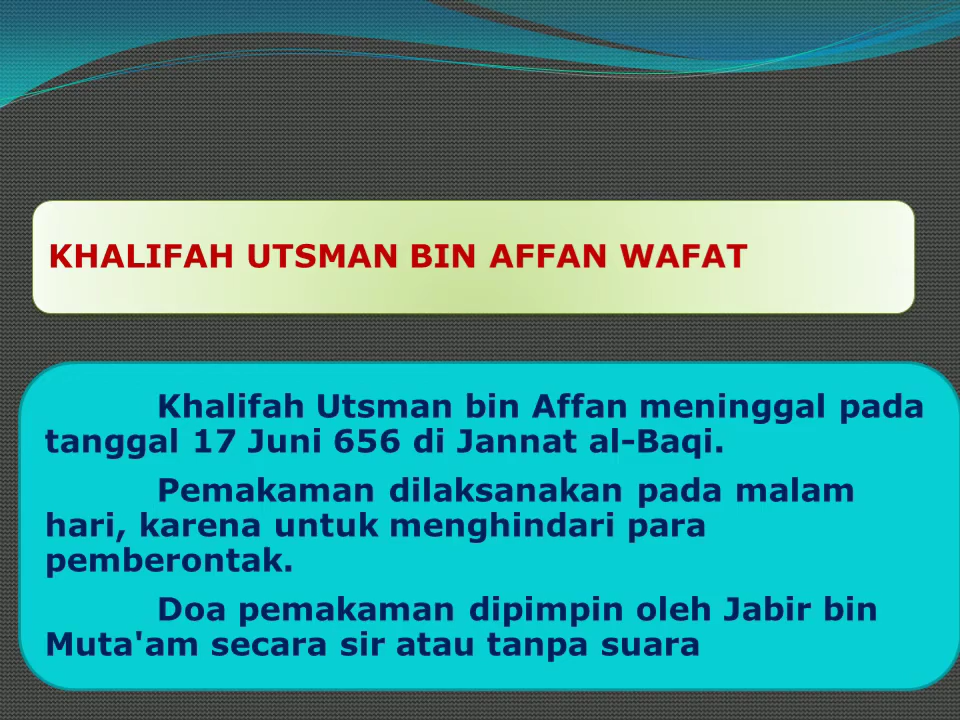 KHALIFAH UTSMAN BIN AFFAN WAFAT
Khalifah Utsman bin Affan meninggal pada
tanggal 17 Juni 656 di Jannat al-Baqi.
Pemakaman dilaksanakan pada malam
hari, karena untuk menghindari para
pemberontak.
Doa pemakaman dipimpin oleh Jabir bin
Muta'am secara sir atau tanpa suara